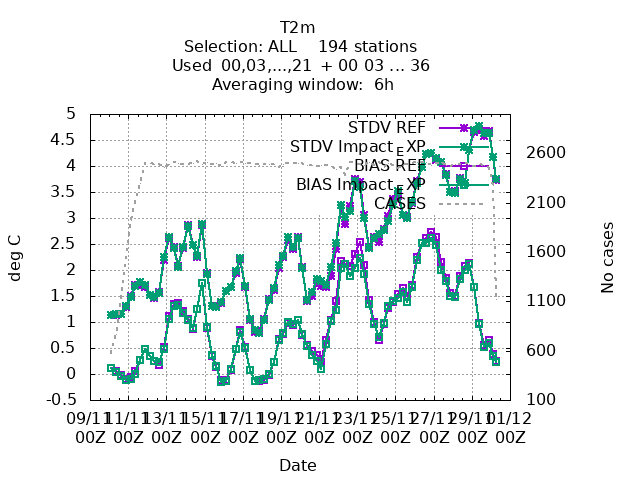 T2m
Selection: ALL    194 stations
Used  00,03,...,21  + 00 03 ... 36
Averaging window:  6h
5
4.5
4
3.5
3
2.5
2
1.5
1
0.5
0
-0.5
deg C
2600
2100
1600
1100
600
100
No cases
STDV REF
STDV Impact_EXP
BIAS REF
BIAS Impact_EXP
CASES
09/11 11/11 13/11 15/11 17/11 19/11 21/11 23/11 25/11 27/11 29/11 01/12
00Z 00Z 00Z 00Z 00Z 00Z 00Z 00Z 00Z 00Z 00Z 00Z
Date